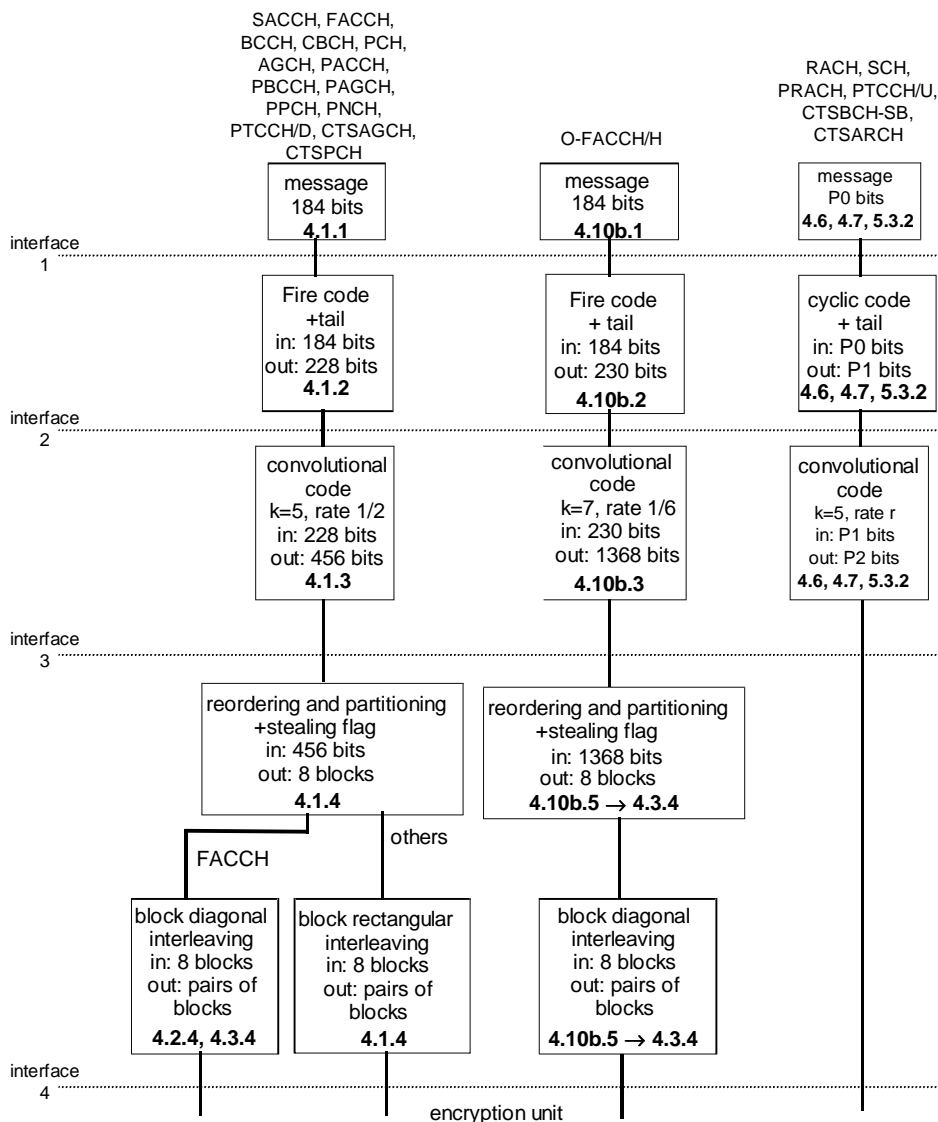 SACCH, FACCH,
BCCH, CBCH, PCH,
AGCH, PACCH,
PBCCH, PAGCH,
PPCH, PNCH,
PTCCH/D, CTSAGCH,
CTSPCH
O-FACCH/H
RACH, SCH,
PRACH, PTCCH/U,
CTSBCH-SB,
CTSARCH
message
184 bits
4.1.1
message
184 bits
4.10b.1
message
P0 bits
4.6, 4.7, 5.3.2
interface
1
Fire code
+tail
in: 184 bits
out: 228 bits
4.1.2
Fire code
+ tail
in: 184 bits
out: 230 bits
4.10b.2
cyclic code
+ tail
in: P0 bits
out: P1 bits
4.6, 4.7, 5.3.2
interface
2
convolutional
code
k=5, rate 1/2
in: 228 bits
out: 456 bits
4.1.3
convolutional
code
k=7, rate 1/6
in: 230 bits
out: 1368 bits
4.10b.3
convolutional
code
k=5, rate r
in: P1 bits
out: P2 bits
4.6, 4.7, 5.3.2
interface
3
reordering and partitioning
+stealing flag
in: 456 bits
out: 8 blocks
4.1.4
reordering and partitioning
+stealing flag
in: 1368 bits
out: 8 blocks
4.10b.5 → 4.3.4
FACCH
others
block diagonal
interleaving
in: 8 blocks
out: pairs of
blocks
4.2.4, 4.3.4
block rectangular
interleaving
in: 8 blocks
out: pairs of
blocks
4.1.4
block diagonal
interleaving
in: 8 blocks
out: pairs of
blocks
4.10b.5 → 4.3.4
interface
4
encryption unit